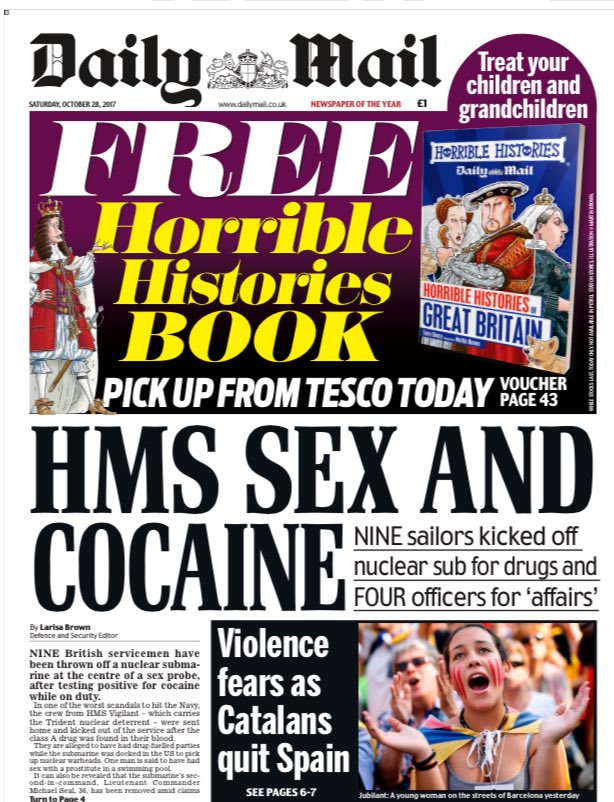 Daily Mail
SATURDAY, OCTOBER 28, 2017
www.dailymail.co.uk
NEWSPAPER OF THE YEAR
£1
Treat your
children and
grandchildren
FREE
Horrible
Histories
BOOK
HORRIBLE HISTORIES
Daily Mail
HORRIBLE HISTORIES OF
GREAT BRITAIN
Terry Deary
Martin Brown
PICK UP FROM TESCO TODAY
VOUCHER
PAGE 43
HMS SEX AND
COCAINE
NINE sailors kicked off
nuclear sub for drugs and
FOUR officers for ‘affairs’
By Larisa Brown
Defence and Security Editor
NINE British servicemen have
been thrown off a nuclear subma-
rine at the centre of a sex probe,
after testing positive for cocaine
while on duty.
In one of the worst scandals to hit the Navy,
the crew from HMS Vigilant – which carries
the Trident nuclear deterrent – were sent
home and kicked out of the service after the
class A drug was found in their blood.
They are alleged to have had drug-fuelled parties
while the submarine was docked in the US to pick
up nuclear warheads. One man is said to have had
sex with a prostitute in a swimming pool.
It can also be revealed that the submarine’s sec-
ond-in-command, Lieutenant Commander
Michael Seal, 36, has been removed amid claims
Turn to Page 4
Violence
fears as
Catalans
quit Spain
SEE PAGES 6-7
Jubilant: A young woman on the streets of Barcelona yesterday